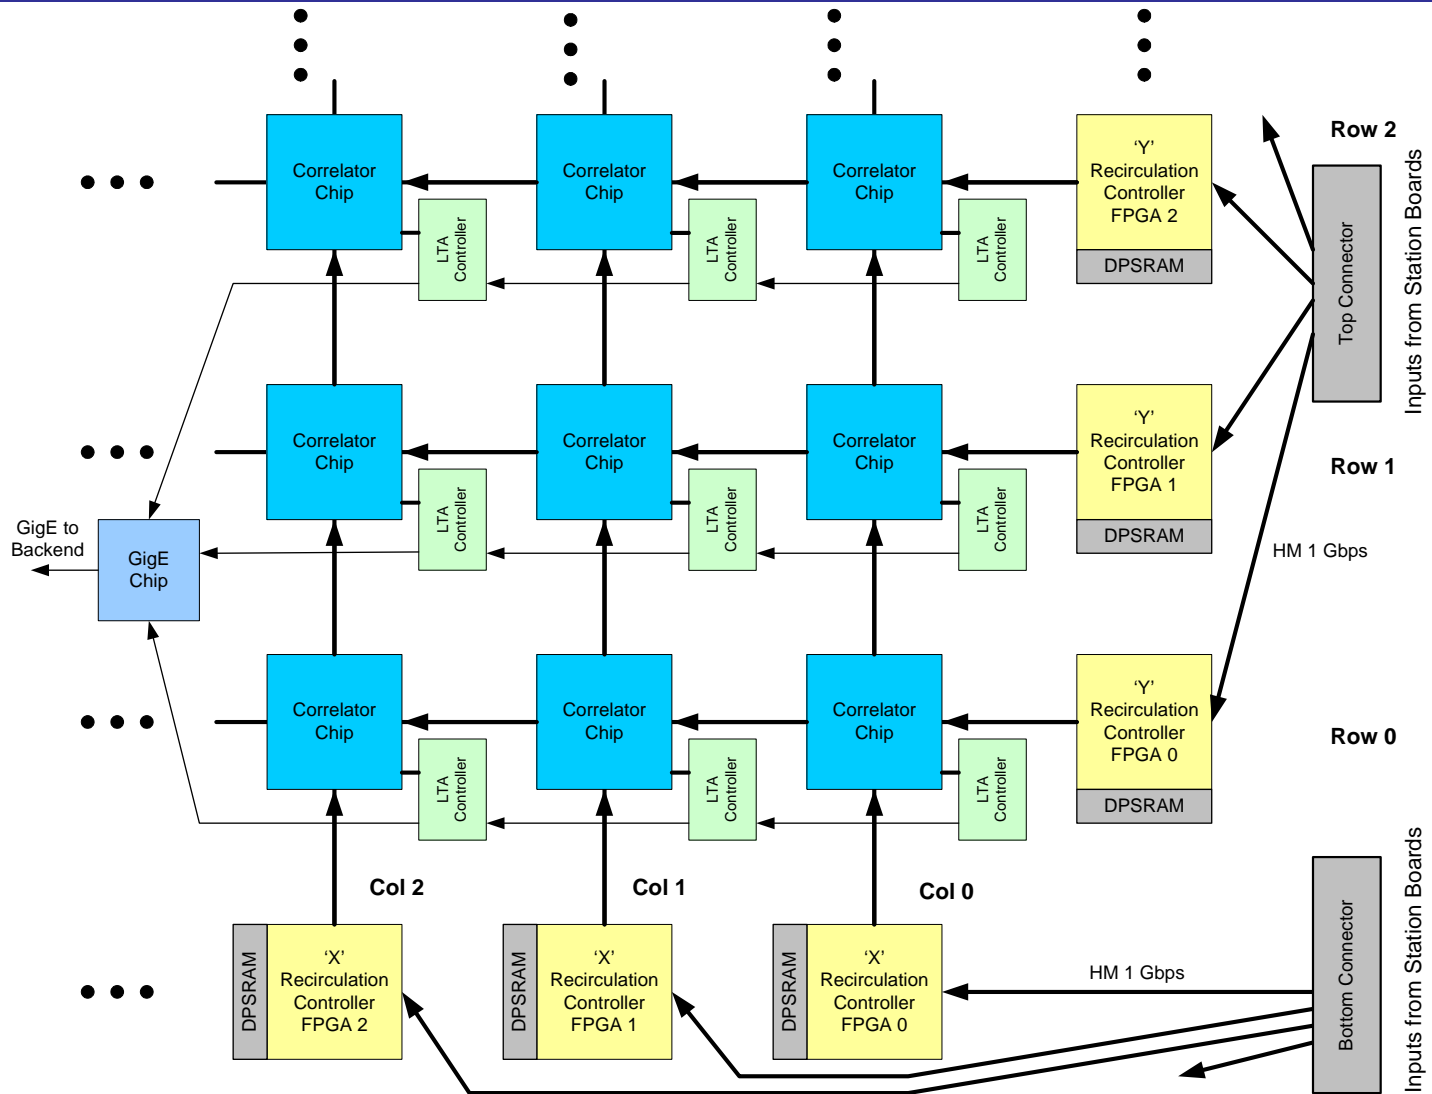 Correlator
Chip
Correlator
Chip
Correlator
Chip
'Y'
Recirculation
Controller
FPGA 2
DPSRAM
Row 2
LTA
Controller
LTA
Controller
LTA
Controller
Top Connector
Inputs from Station Boards
Correlator
Chip
Correlator
Chip
Correlator
Chip
'Y'
Recirculation
Controller
FPGA 1
DPSRAM
Row 1
LTA
Controller
LTA
Controller
LTA
Controller
HM 1 Gbps
GigE to
Backend
GigE
Chip
Correlator
Chip
Correlator
Chip
Correlator
Chip
'Y'
Recirculation
Controller
FPGA 0
DPSRAM
Row 0
LTA
Controller
LTA
Controller
LTA
Controller
Col 2
Col 1
Col 0
DPSRAM
'X'
Recirculation
Controller
FPGA 2
DPSRAM
'X'
Recirculation
Controller
FPGA 1
DPSRAM
'X'
Recirculation
Controller
FPGA 0
HM 1 Gbps
Bottom Connector
Inputs from Station Boards